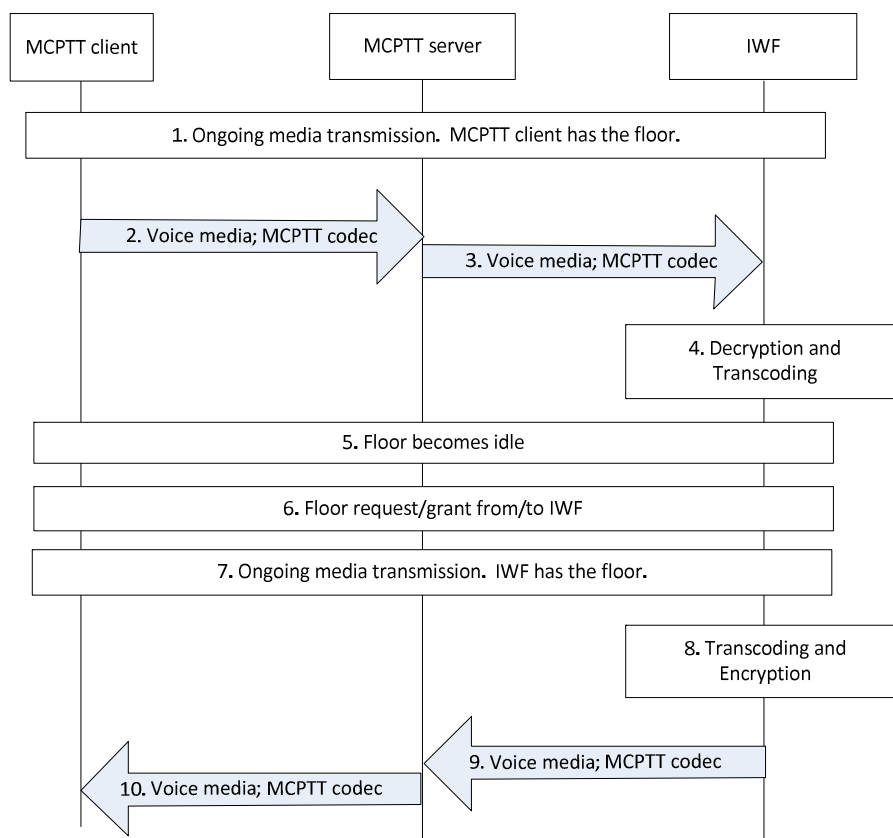 MCPTT client
MCPTT server
IWF
1. Ongoing media transmission. MCPTT client has the floor.
2. Voice media; MCPTT codec
3. Voice media; MCPTT codec
4. Decryption and
Transcoding
5. Floor becomes idle
6. Floor request/grant from/to IWF
7. Ongoing media transmission. IWF has the floor.
8. Transcoding and
Encryption
9. Voice media; MCPTT codec
10. Voice media; MCPTT codec